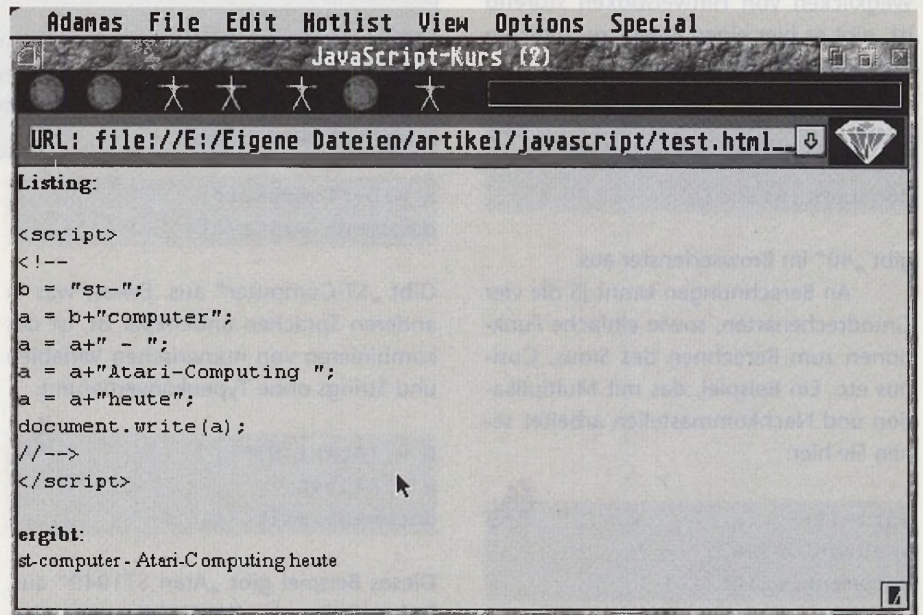 Adamas File Edit Hotlist View Options Special
JavaScript-Kurs (2)
URL: file://E:/Eigene Dateien/artikel/javascript/test.html
Listing:
<script>
<!--
b = "st-";
a = b+"computer";
a = a+" - ";
a = a+"Atari-Computing ";
a = a+"heute";
document.write(a);
//-->
</script>
ergibt:
st-computer - Atari-Computing heute